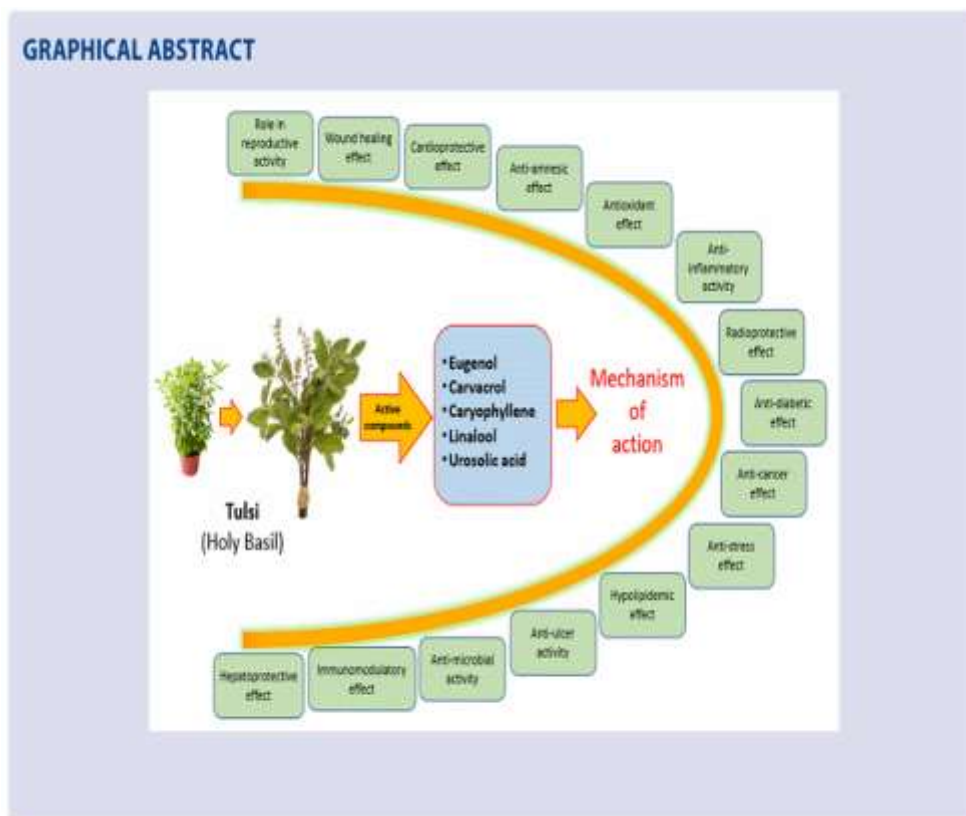 GRAPHICAL ABSTRACT
Role in
reproductive
activity
Wound healing
effect
Cardioprotective
effect
Anti-amnesic
effect
Antioxidant
effect
Anti-
inflammatory
activity
Radioprotective
effect
Anti-diabetic
effect
Anti-cancer
effect
Anti-stress
effect
Hypolipidemic
effect
Anti-ulcer
activity
Anti-microbial
activity
Immunomodulatory
effect
Hepatoprotective
effect
Tulsi
(Holy Basil)
Active
compounds
• Eugenol
• Carvacrol
• Caryophyllene
• Linalool
• Urosolic acid
Mechanism
of
action